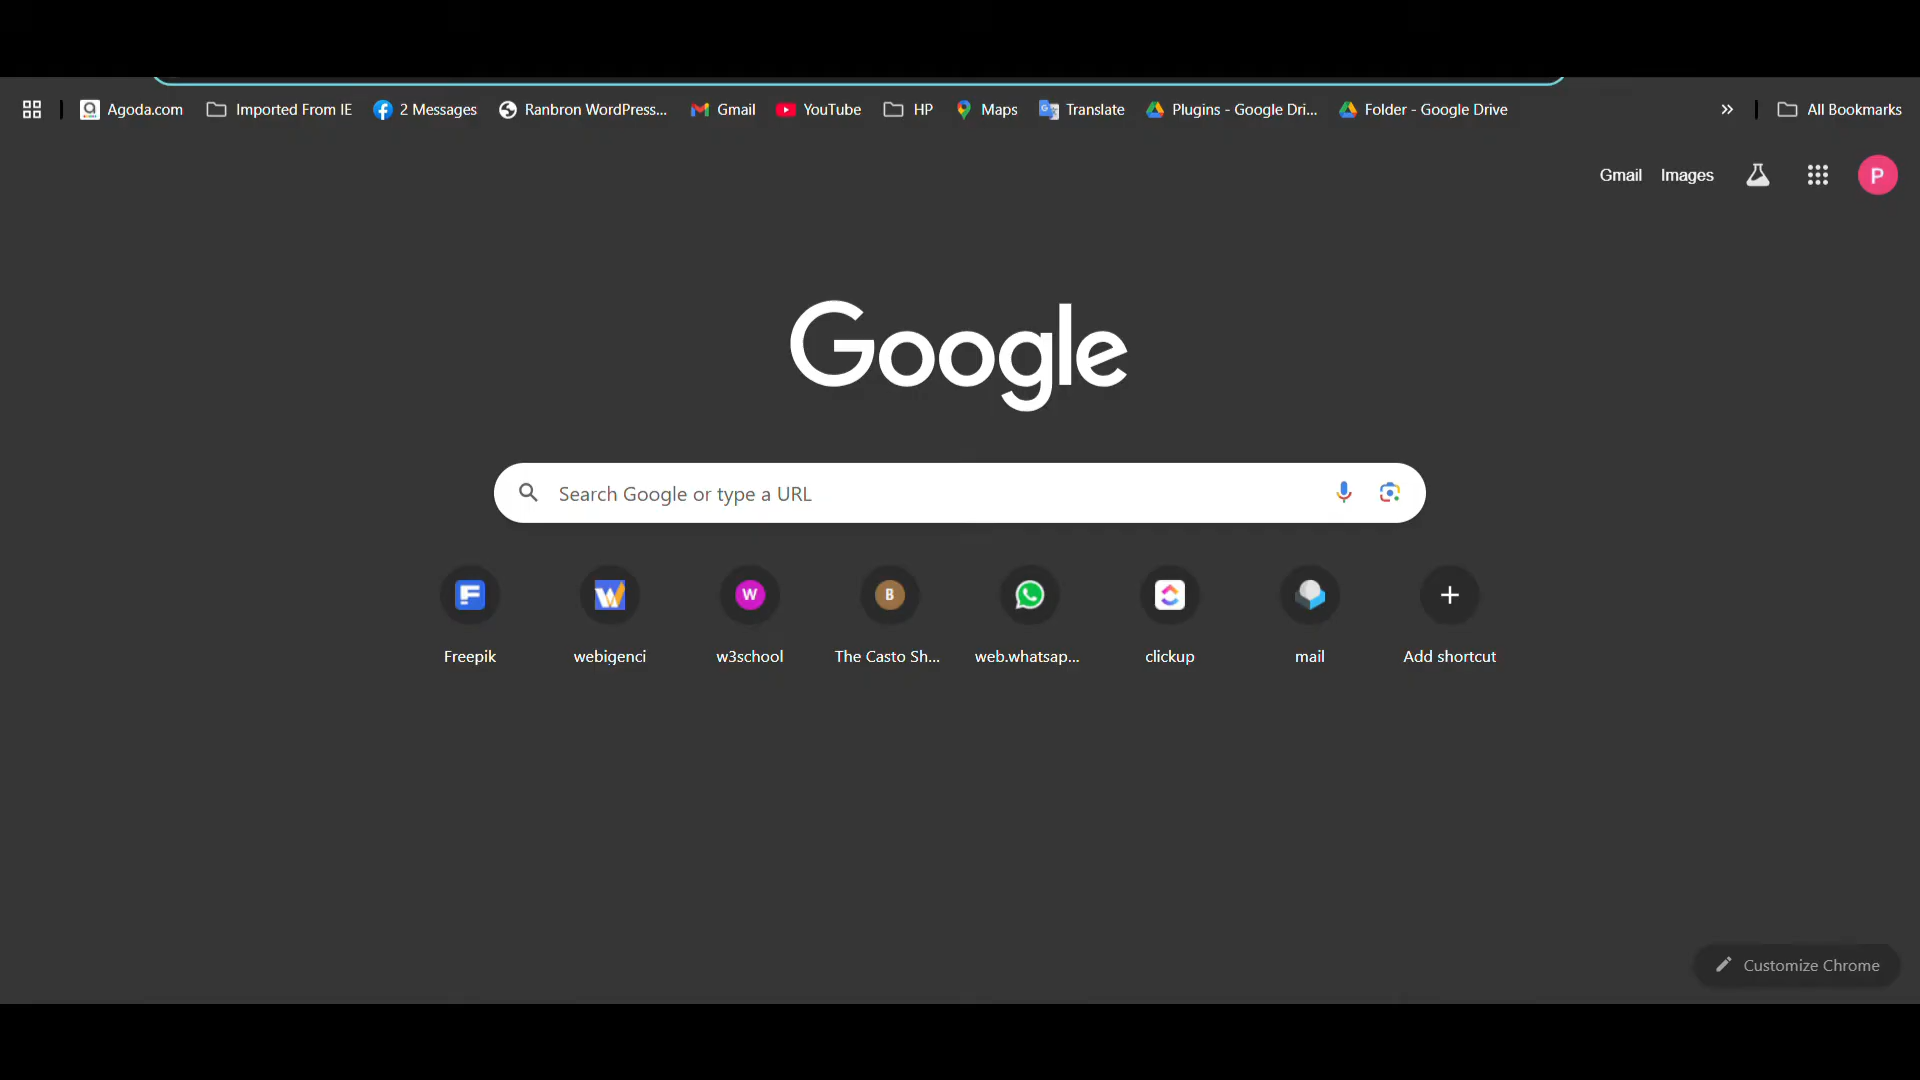 Agoda.com Imported From IE 2 Messages Ranbron WordPress... Gmail YouTube HP Maps Translate Plugins - Google Dri... Folder - Google Drive » All Bookmarks
Gmail Images P
Google
Search Google or type a URL
W B
Freepik webigenci w3school The Casto Sh... web.whatsap... clickup mail Add shortcut
Customize Chrome